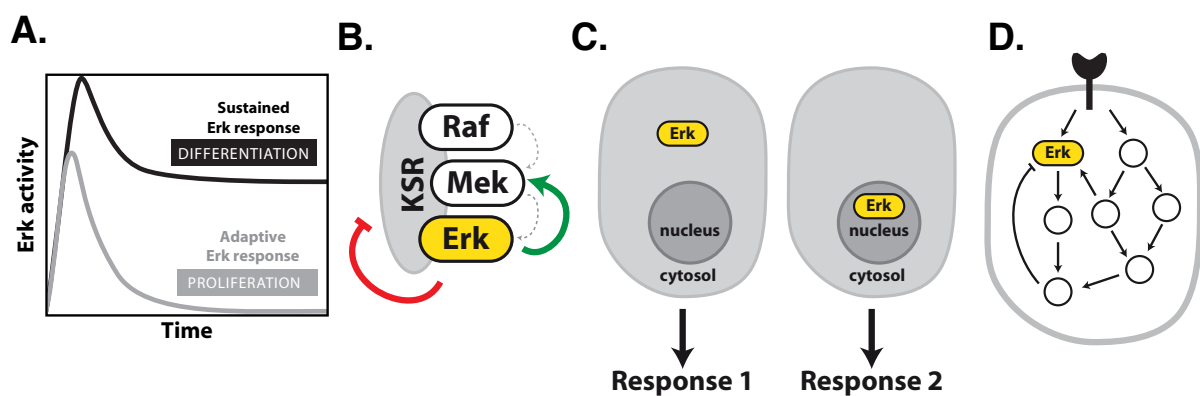 A.
Erk activity
Sustained
Erk response
DIFFERENTIATION
Adaptive
Erk response
PROLIFERATION
Time
B.
KSR
Raf
Mek
Erk
C.
Erk
nucleus
cytosol
Response 1
Erk
nucleus
cytosol
Response 2
D.
Erk